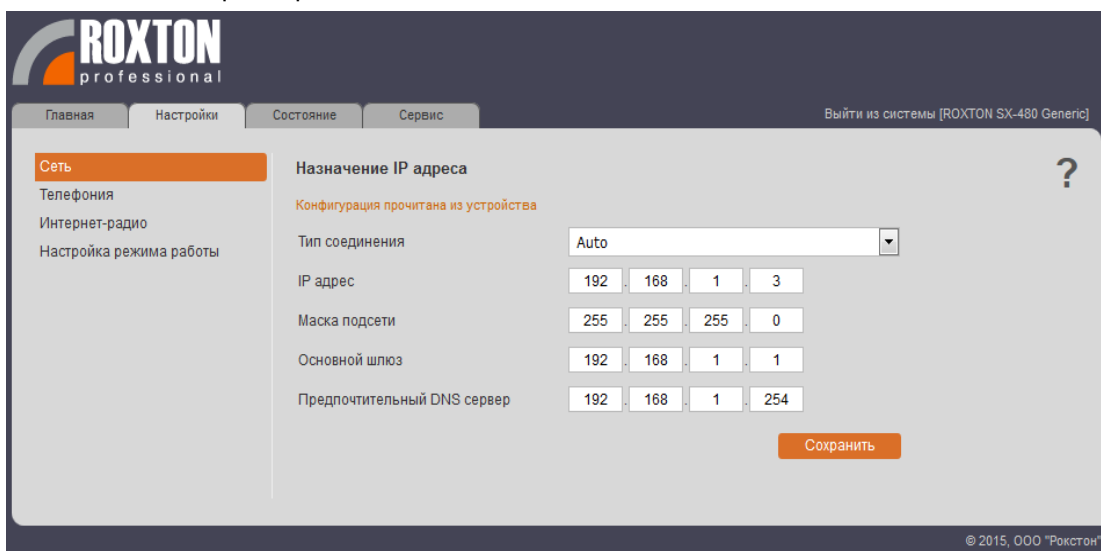 ROXTON
professional
Главная Настройки Состояние Сервис Выйти из системы [ROXTON SX-480 Generic]
Сеть
Телефония
Интернет-радио
Настройка режима работы
Назначение IP адреса
?
Конфигурация прочитана из устройства
Тип соединения Auto
IP адрес 192 . 168 . 1 . 3
Маска подсети 255 . 255 . 255 . 0
Основной шлюз 192 . 168 . 1 . 1
Предпочтительный DNS сервер 192 . 168 . 1 . 254
Сохранить
© 2015, ООО "Рокстон"